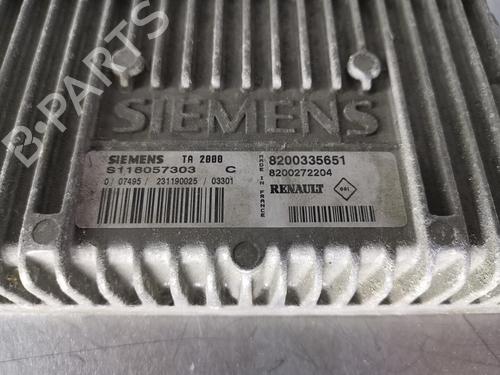 SIEMENS
SIEMENS TA 2000
S118057303 C
0 / 07495 / 231190025 / 03301
MADE IN FRANCE
8200335651
8200272204
RENAULT
B-PARTS